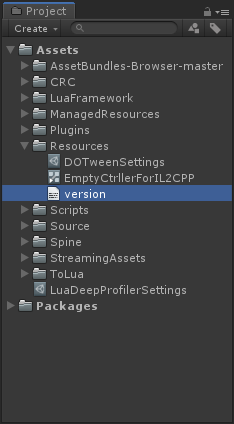 Project
Create
Assets
AssetBundles-Browser-master
CRC
LuaFramework
ManagedResources
Plugins
Resources
DOTweenSettings
EmptyCtrllerForIL2CPP
version
Scripts
Source
Spine
StreamingAssets
ToLua
LuaDeepProfilerSettings
Packages